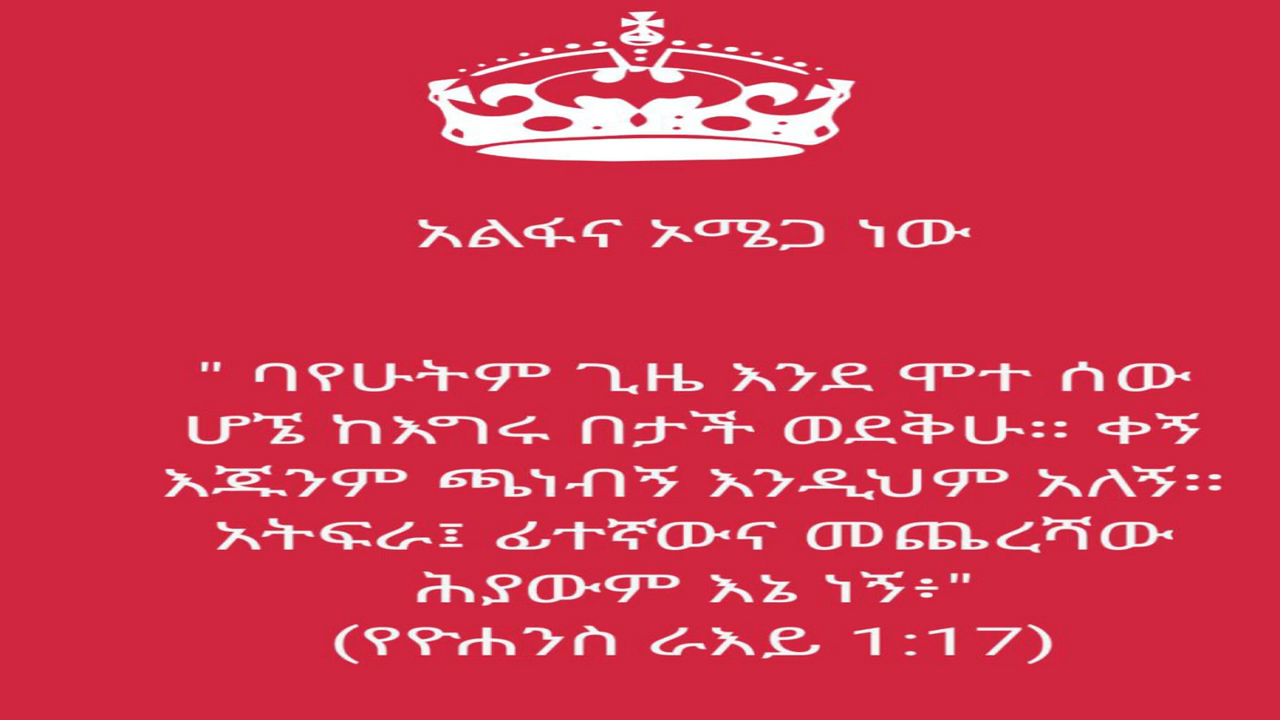 አልፋና ኦሜጋ ነው
" ባየሁትም ጊዜ እንደ ሞተ ሰው
ሆኜ ከእግሩ በታች ወደቅሁ። ቀኝ
እጁንም ጫነብኝ እንዲህም አለኝ።
አትፍራ፤ ፊተኛውና መጨረሻው
ሕያውም እኔ ነኝ፥"
(የዮሐንስ ራእይ 1:17)